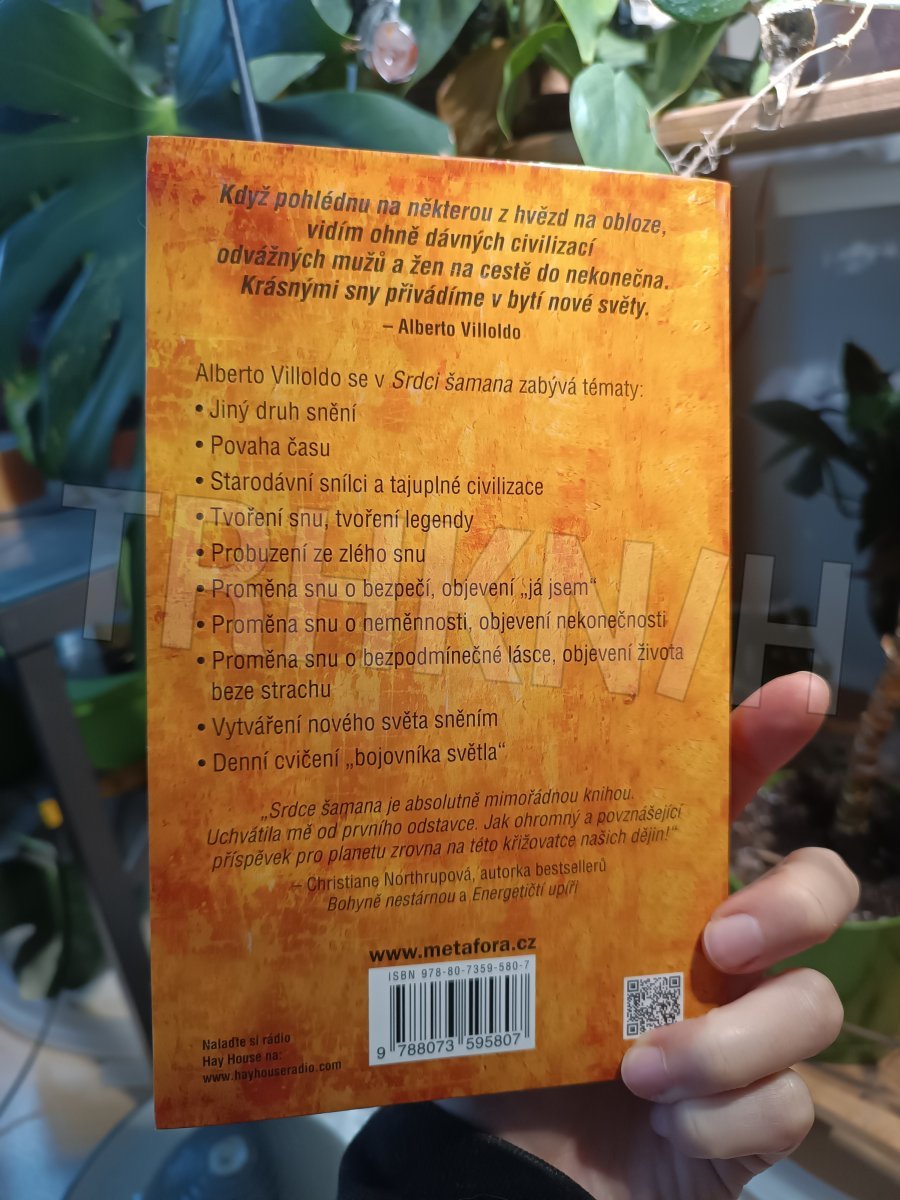 Když pohlédnu na některou z hvězd na obloze,
vidím ohně dávných civilizací
odvážných mužů a žen na cestě do nekonečna.
Krásnými sny přivádíme v bytí nové světy.
– Alberto Villoldo
Alberto Villoldo se v Srdci šamana zabývá tématy:
• Jiný druh snění
• Povaha času
• Starodávní snílci a tajuplné civilizace
• Tvoření snu, tvoření legendy
• Probuzení ze zlého snu
• Proměna snu o bezpečí, objevení „já jsem“
• Proměna snu o neměnnosti, objevení nekonečnosti
• Proměna snu o bezpodmínečné lásce, objevení života
beze strachu
• Vytváření nového světa sněním
• Denní cvičení „bojovníka světla“
„Srdce šamana je absolutně mimořádnou knihou.
Uchvátila mě od prvního odstavce. Jak ohromný a povznášející
příspěvek pro planetu zrovna na této křižovatce našich dějin!“
– Christiane Northrupová, autorka bestsellerů
Bohyně nestárnou a Energetičtí upíři
www.metafora.cz
ISBN 978-80-7359-580-7
9 788073 595807
Nalaďte si rádio
Hay House na:
www.hayhouseradio.com
TRHKNIH